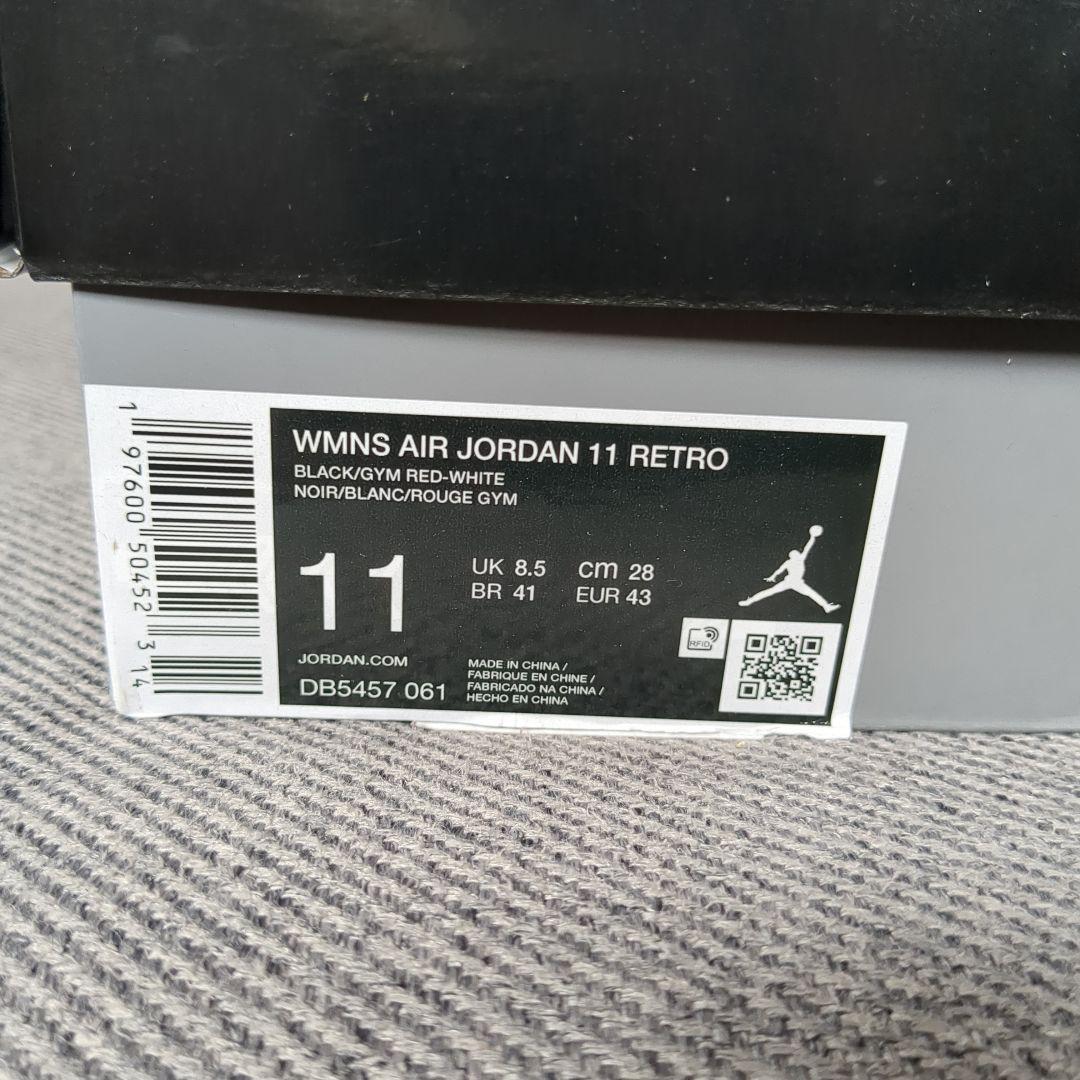 1 97600 50452 3 14
WMNS AIR JORDAN 11 RETRO
BLACK/GYM RED-WHITE
NOIR/BLANC/ROUGE GYM
11
UK 8.5 cm 28
BR 41 EUR 43
JORDAN.COM
DB5457 061
MADE IN CHINA /
FABRIQUE EN CHINE /
FABRICADO NA CHINA /
HECHO EN CHINA
RFID